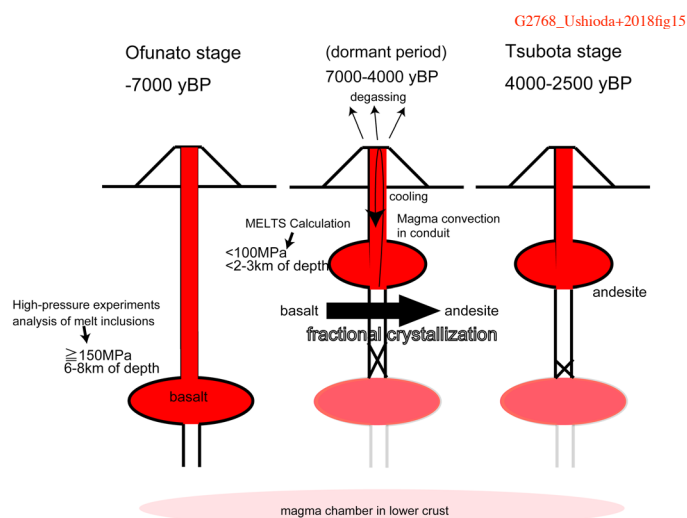 G2768_Ushioda+2018fig15
Ofunato stage
-7000 yBP
(dormant period)
7000-4000 yBP
degassing
Tsubota stage
4000-2500 yBP
cooling
MELTS Calculation
Magma convection
in conduit
<100MPa
<2-3km of depth
andesite
High-pressure experiments
analysis of melt inclusions
basalt
andesite
fractional crystallization
≧150MPa
6-8km of depth
basalt
magma chamber in lower crust